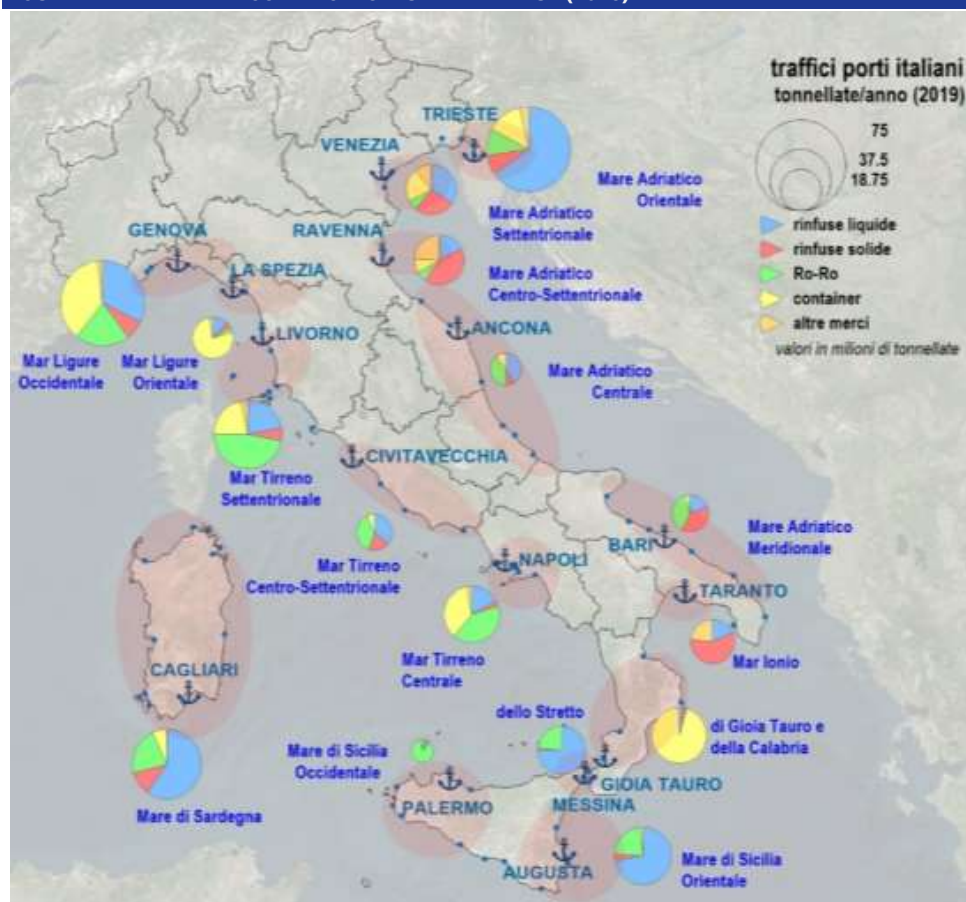 traffici porti italiani
tonnellate/anno (2019)
75
37.5
18.75
rinfuse liquide
rinfuse solide
Ro-Ro
container
altre merci
valori in milioni di tonnellate
TRIESTE
VENEZIA
Mare Adriatico
Orientale
Mare Adriatico
Settentrionale
GENOVA
RAVENNA
LA SPEZIA
Mare Adriatico
Centro-Settentrionale
LIVORNO
ANCONA
Mar Ligure
Occidentale
Mar Ligure
Orientale
Mare Adriatico
Centrale
CIVITAVECCHIA
Mar Tirreno
Settentrionale
Mar Tirreno
Centro-Settentrionale
NAPOLI
BARI
Mare Adriatico
Meridionale
TARANTO
Mar Ionio
Mar Tirreno
Centrale
CAGLIARI
dello Stretto
di Gioia Tauro e
della Calabria
Mare di Sicilia
Occidentale
GIOIA TAURO
PALERMO
MESSINA
Mare di Sardegna
AUGUSTA
Mare di Sicilia
Orientale